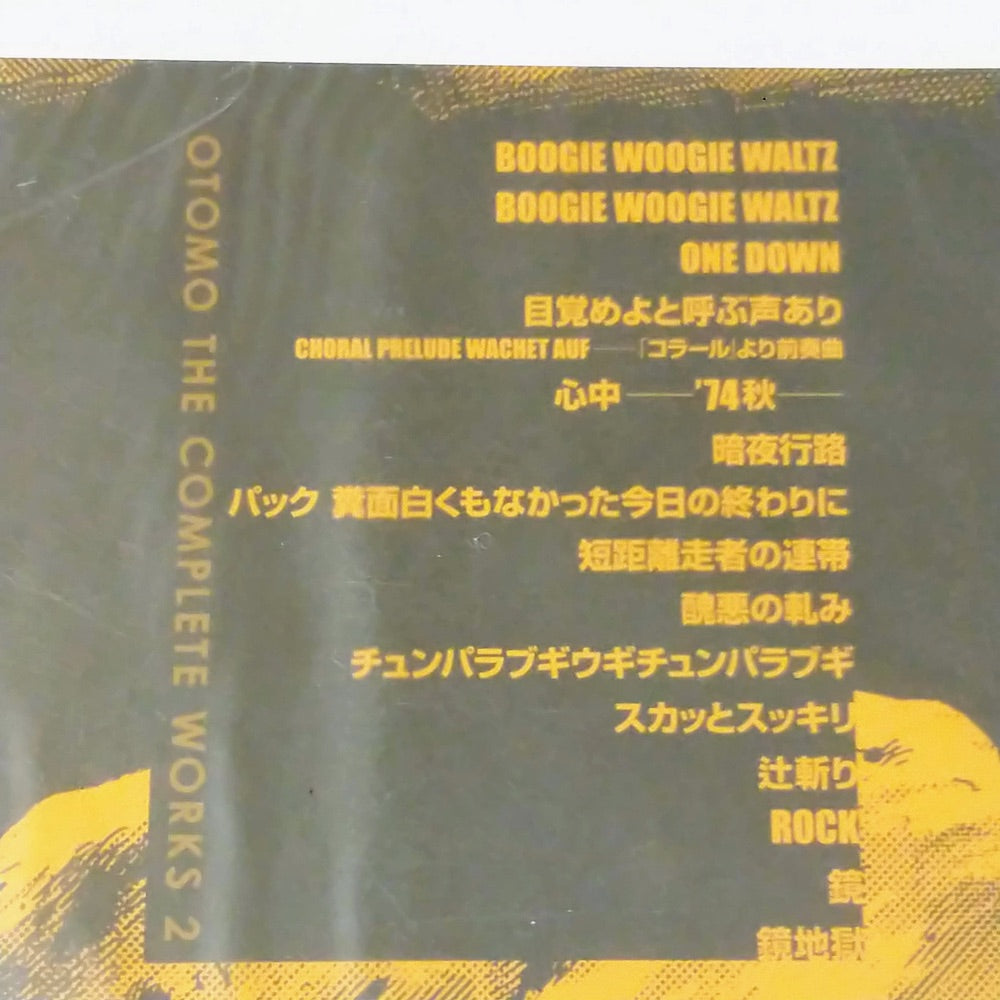 OTOMO THE COMPLETE WORKS 2
BOOGIE WOOGIE WALTZ
BOOGIE WOOGIE WALTZ
ONE DOWN
目覚めよと呼ぶ声あり
CHORAL PRELUDE WACHET AUF──「コラール」より前奏曲
心中──'74秋──
暗夜行路
パック 糞面白くもなかった今日の終わりに
短距離走者の連帯
醜悪の軋み
チュンパラブギウギチュンパラブギ
スカッとスッキリ
辻斬り
ROCK
鏡
鏡地獄